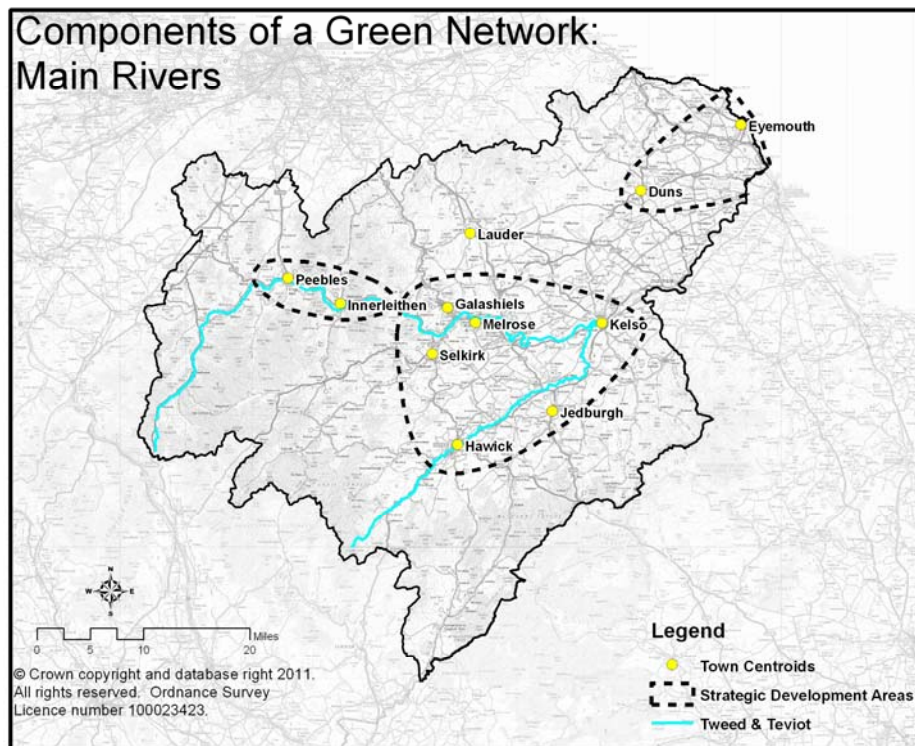 Components of a Green Network:
Main Rivers
Eyemouth
Duns
Lauder
Peebles
Innerleithen
Galashiels
Melrose
Kelso
Selkirk
Jedburgh
Hawick
N
W E
S
0 5 10 20
Miles
© Crown copyright and database right 2011.
All rights reserved. Ordnance Survey
Licence number 100023423.
Legend
Town Centroids
Strategic Development Areas
Tweed & Teviot